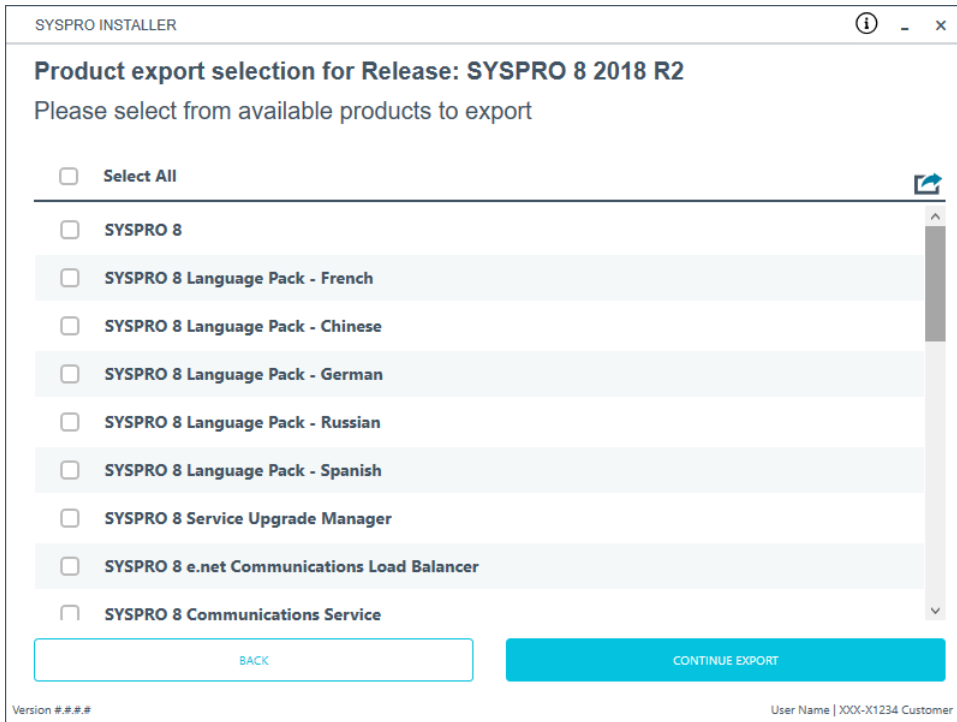 SYSPRO INSTALLER
Product export selection for Release: SYSPRO 8 2018 R2
Please select from available products to export
Select All
SYSPRO 8
SYSPRO 8 Language Pack - French
SYSPRO 8 Language Pack - Chinese
SYSPRO 8 Language Pack - German
SYSPRO 8 Language Pack - Russian
SYSPRO 8 Language Pack - Spanish
SYSPRO 8 Service Upgrade Manager
SYSPRO 8 e.net Communications Load Balancer
SYSPRO 8 Communications Service
BACK
CONTINUE EXPORT
Version #.#.#.#
User Name | XXX-X1234 Customer